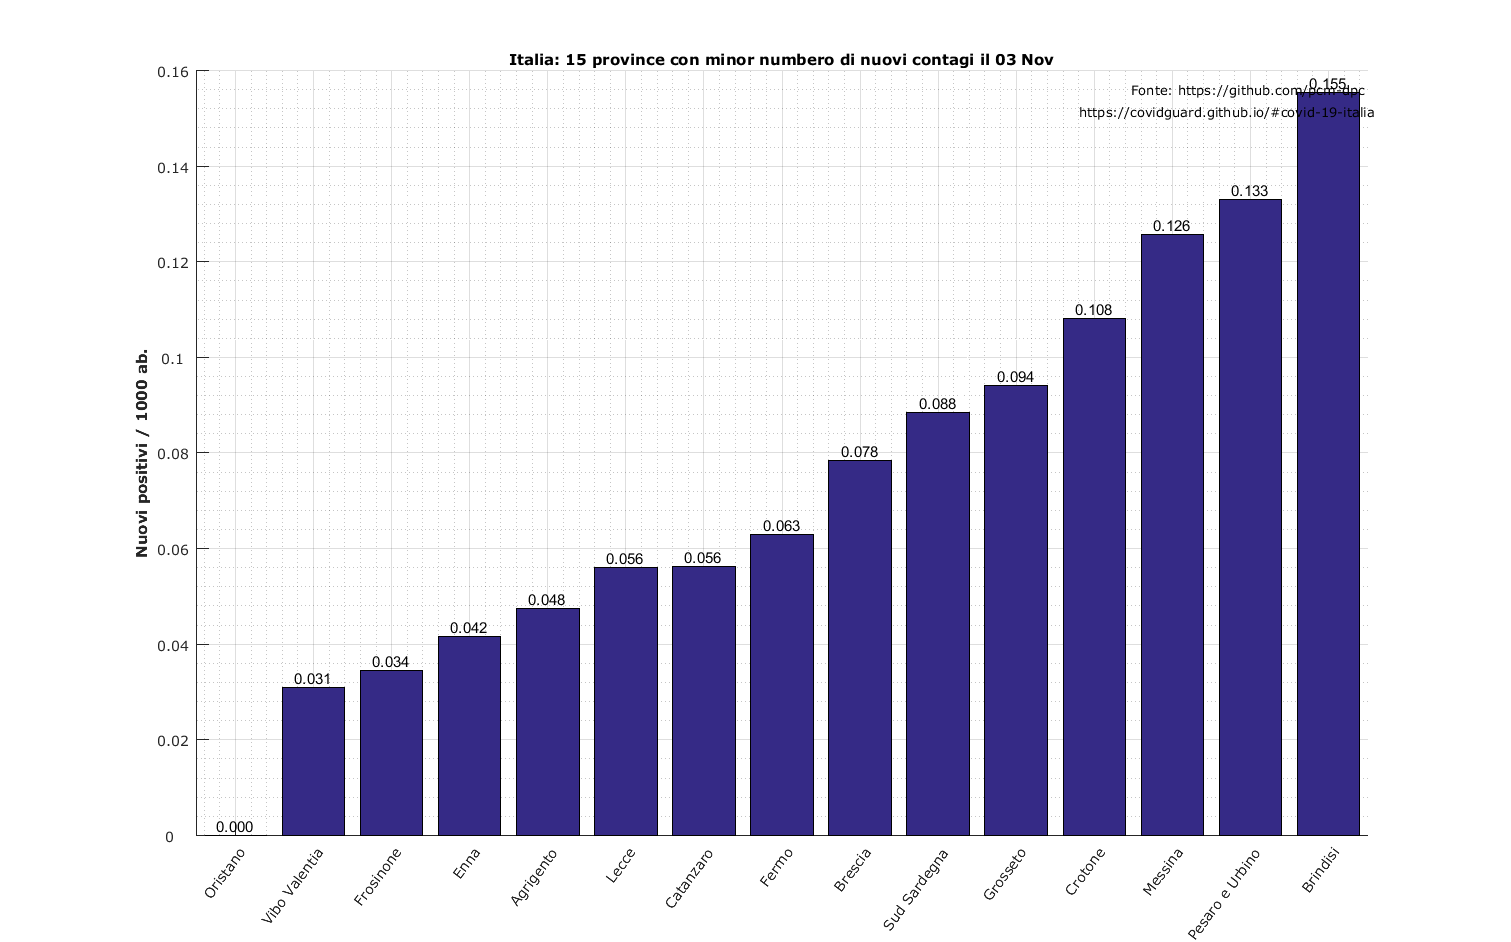 Italia: 15 province con minor numbero di nuovi contagi il 03 Nov
Fonte: https://github.com/pcm-dpc
https://covidguard.github.io/#covid-19-italia
Nuovi positivi / 1000 ab.
0.16
0.14
0.12
0.1
0.08
0.06
0.04
0.02
0
0.000
0.031
0.034
0.042
0.048
0.056
0.056
0.063
0.078
0.088
0.094
0.108
0.126
0.133
0.155
Oristano
Vibo Valentia
Frosinone
Enna
Agrigento
Lecce
Catanzaro
Fermo
Brescia
Sud Sardegna
Grosseto
Crotone
Messina
Pesaro e Urbino
Brindisi